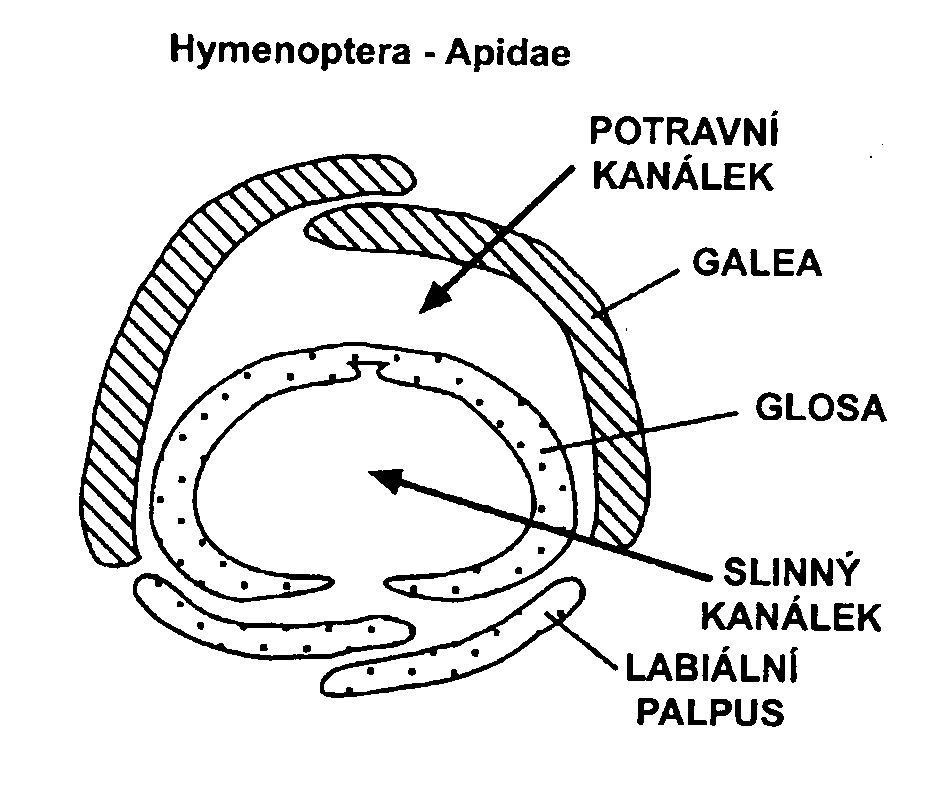 Hymenoptera - Apidae
POTRAVNÍ
KANÁLEK
GALEA
GLOSA
SLINNÝ
KANÁLEK
LABIÁLNÍ
PALPUS